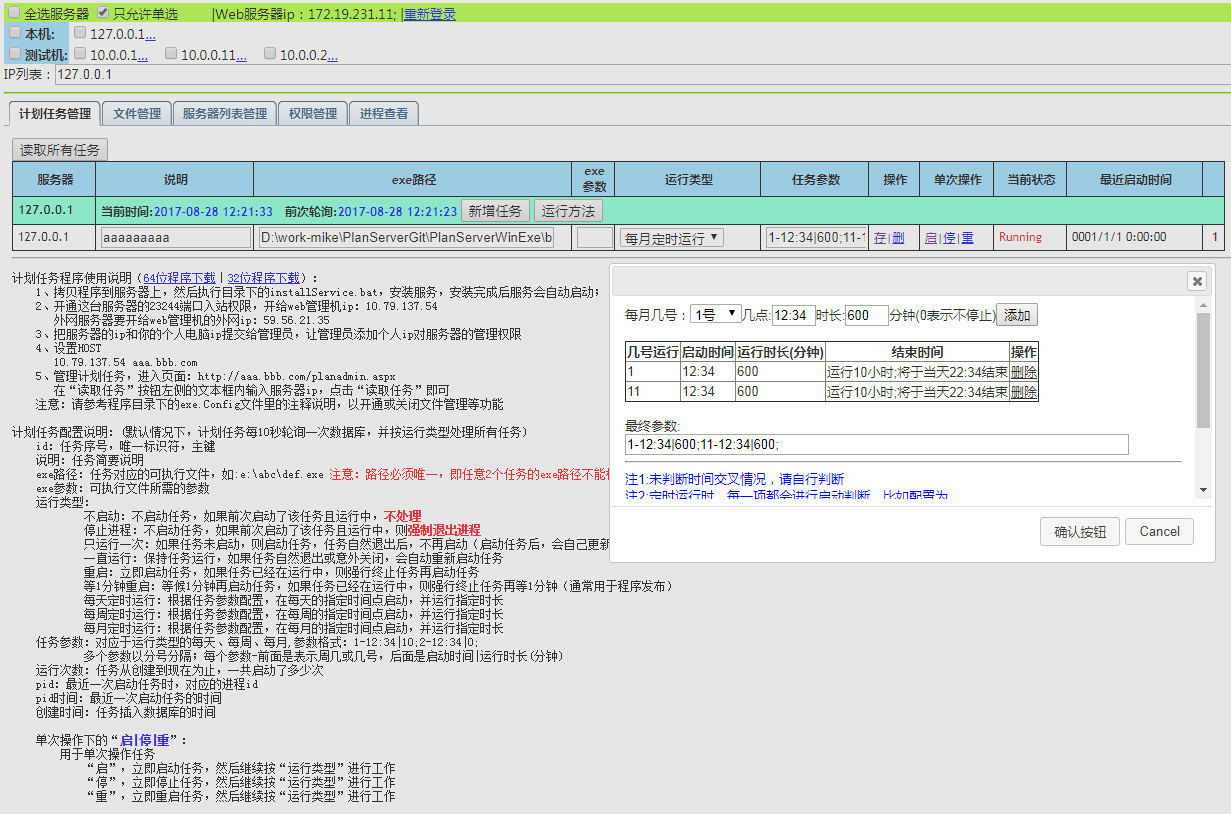 全选服务器 只允许单选 |Web服务器ip：172.19.231.11; |重新登录
本机: 127.0.0.1...
测试机: 10.0.0.1... 10.0.0.11... 10.0.0.2...
IP列表：127.0.0.1
计划任务管理 文件管理 服务器列表管理 权限管理 进程查看
读取所有任务
服务器 说明 exe路径 exe参数 运行类型 任务参数 操作 单次操作 当前状态 最近启动时间
127.0.0.1 当前时间:2017-08-28 12:21:33 前次轮询:2017-08-28 12:21:23 新增任务 运行方法
127.0.0.1 aaaaaaaaa D:\work-mike\PlanServerGit\PlanServerWinExe\b 每月定时运行 1-12:34|600;11-1 存|删 启|停|重 Running 0001/1/1 0:00:00 1
计划任务程序使用说明（64位程序下载 | 32位程序下载）：
1、拷贝程序到服务器上，然后执行目录下的installService.bat，安装服务，安装完成后服务会自动启动；
2、开通这台服务器的23244端口入站权限，开给web管理机ip：10.79.137.54
外网服务器要开给web管理机的外网ip：59.56.21.35
3、把服务器的ip和你的个人电脑ip提交给管理员，让管理员添加个人ip对服务器的管理权限
4、设置HOST
10.79.137.54 aaa.bbb.com
5、管理计划任务，进入页面：http://aaa.bbb.com/planadmin.aspx
在“读取任务”按钮左侧的文本框内输入服务器ip，点击“读取任务”即可
注意：请参考程序目录下的exe.Config文件里的注释说明，以开通或关闭文件管理等功能
计划任务配置说明：（默认情况下，计划任务每10秒轮询一次数据库，并按运行类型处理所有任务）
id：任务序号，唯一标识符，主键
说明：任务简要说明
exe路径：任务对应的可执行文件，如:e:\abc\def.exe 注意：路径必须唯一，即任意2个任务的exe路径不能
exe参数：可执行文件所需的参数
运行类型：
不启动：不启动任务，如果前次启动了该任务且运行中，不处理
停止进程：不启动任务，如果前次启动了该任务且运行中，则强制退出进程
只运行一次：如果任务未启动，则启动任务，任务自然退出后，不再启动（启动任务后，会自己更新
一直运行：保持任务运行，如果任务自然退出或意外关闭，会自动重新启动任务
重启：立即启动任务，如果任务已经在运行中，则强行终止任务再启动任务
等1分钟重启：等候1分钟再启动任务，如果任务已经在运行中，则强行终止任务再等1分钟（通常用于程序发布）
每天定时运行：根据任务参数配置，在每天的指定时间点启动，并运行指定时长
每周定时运行：根据任务参数配置，在每周的指定时间点启动，并运行指定时长
每月定时运行：根据任务参数配置，在每月的指定时间点启动，并运行指定时长
任务参数：对应于运行类型的每天、每周、每月,参数格式：1-12:34|10;2-12:34|0;
多个参数以分号分隔；每个参数-前面是表示周几或几号，后面是启动时间|运行时长(分钟)
运行次数：任务从创建到现在为止，一共启动了多少次
pid：最近一次启动任务时，对应的进程id
pid时间：最近一次启动任务的时间
创建时间：任务插入数据库的时间
单次操作下的“启|停|重”：
用于单次操作任务
“启”，立即启动任务，然后继续按“运行类型”进行工作
“停”，立即停止任务，然后继续按“运行类型”进行工作
“重”，立即重启任务，然后继续按“运行类型”进行工作
每月几号：1号 几点:12:34 时长:600 分钟(0表示不停止) 添加
几号运行 启动时间 运行时长(分钟) 结束时间 操作
1 12:34 600 运行10小时;将于当天22:34结束 删除
11 12:34 600 运行10小时;将于当天22:34结束 删除
最终参数:
1-12:34|600;11-12:34|600;
注1:未判断时间交叉情况，请自行判断
注2:定时运行时，每一项都会进行启动判断，比如配置为
确认按钮 Cancel